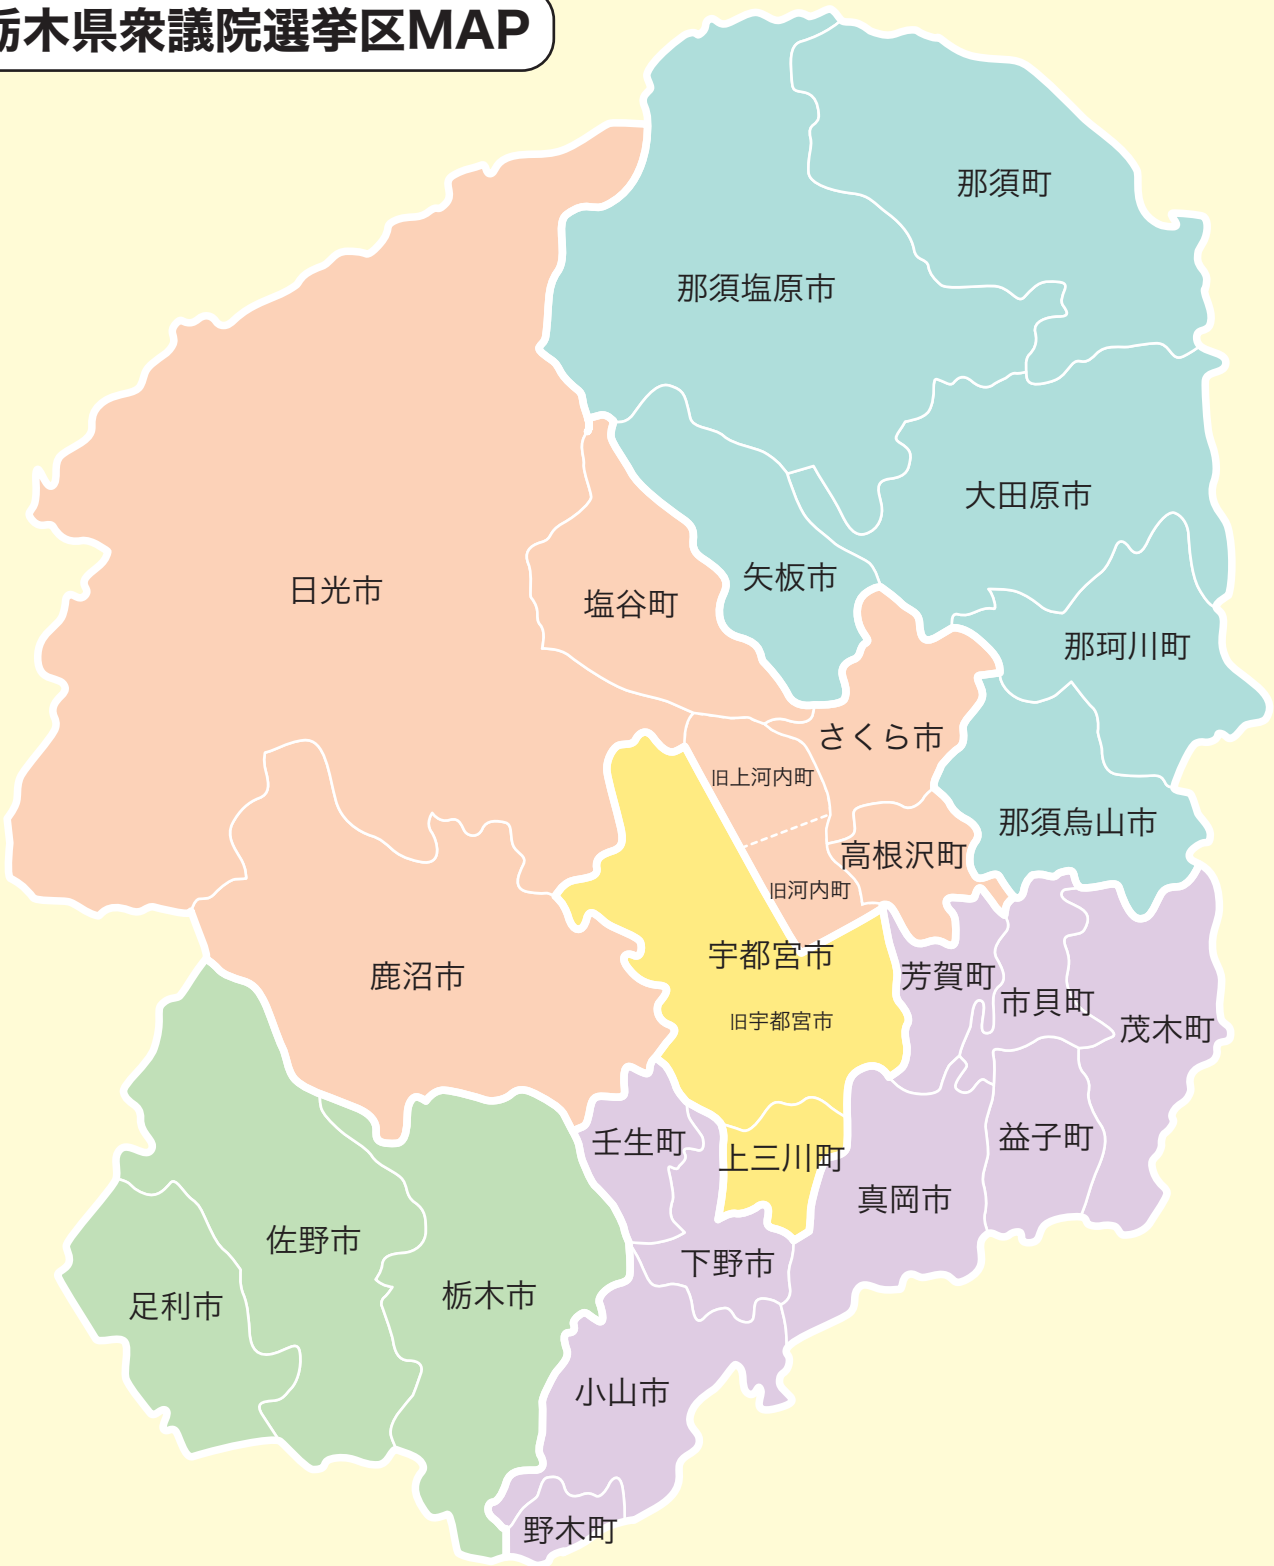 栃木県衆議院選挙区MAP
那須町
那須塩原市
大田原市
矢板市
日光市
塩谷町
那珂川町
さくら市
旧上河内町
那須烏山市
高根沢町
旧河内町
宇都宮市
鹿沼市
芳賀町
市貝町
旧宇都宮市
茂木町
壬生町
上三川町
益子町
真岡市
佐野市
下野市
栃木市
足利市
小山市
野木町